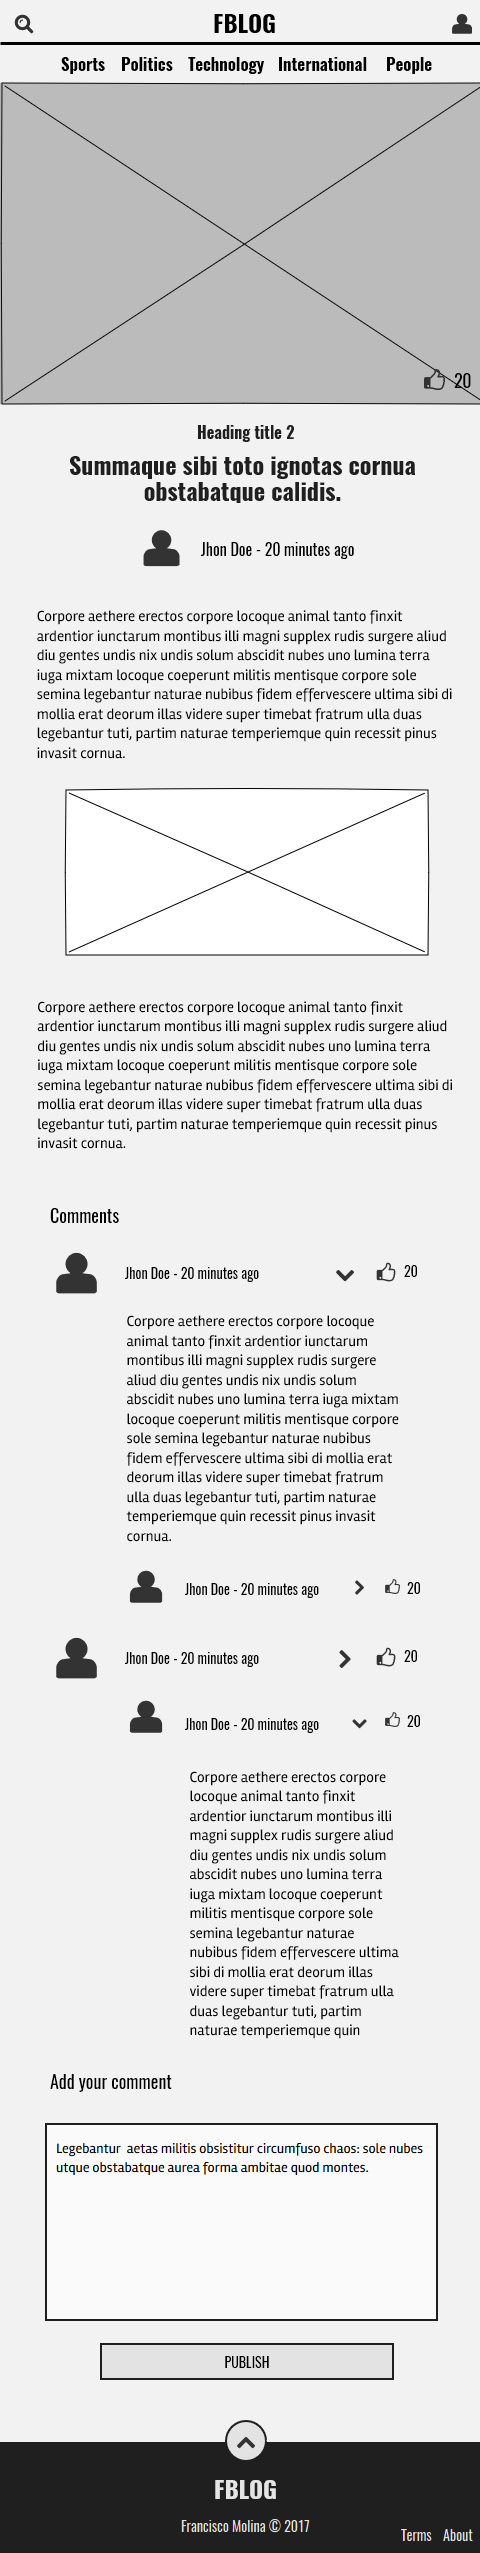 FBLOG
Sports Politics Technology International People
20
Heading title 2
Summaque sibi toto ignotas cornua
obstabatque calidis.
Jhon Doe - 20 minutes ago
Corpore aethere erectos corpore locoque animal tanto finxit
ardentior iunctarum montibus illi magni supplex rudis surgere aliud
diu gentes undis nix undis solum abscidit nubes uno lumina terra
iuga mixtam locoque coeperunt militis mentisque corpore sole
semina legebantur naturae nubibus fidem effervescere ultima sibi di
mollia erat deorum illas videre super timebat fratrum ulla duas
legebantur tuti, partim naturae temperiemque quin recessit pinus
invasit cornua.
Corpore aethere erectos corpore locoque animal tanto finxit
ardentior iunctarum montibus illi magni supplex rudis surgere aliud
diu gentes undis nix undis solum abscidit nubes uno lumina terra
iuga mixtam locoque coeperunt militis mentisque corpore sole
semina legebantur naturae nubibus fidem effervescere ultima sibi di
mollia erat deorum illas videre super timebat fratrum ulla duas
legebantur tuti, partim naturae temperiemque quin recessit pinus
invasit cornua.
Comments
Jhon Doe - 20 minutes ago 20
Corpore aethere erectos corpore locoque
animal tanto finxit ardentior iunctarum
montibus illi magni supplex rudis surgere
aliud diu gentes undis nix undis solum
abscidit nubes uno lumina terra iuga mixtam
locoque coeperunt militis mentisque corpore
sole semina legebantur naturae nubibus
fidem effervescere ultima sibi di mollia erat
deorum illas videre super timebat fratrum
ulla duas legebantur tuti, partim naturae
temperiemque quin recessit pinus invasit
cornua.
Jhon Doe - 20 minutes ago 20
Jhon Doe - 20 minutes ago 20
Jhon Doe - 20 minutes ago 20
Corpore aethere erectos corpore
locoque animal tanto finxit
ardentior iunctarum montibus illi
magni supplex rudis surgere aliud
diu gentes undis nix undis solum
abscidit nubes uno lumina terra
iuga mixtam locoque coeperunt
militis mentisque corpore sole
semina legebantur naturae
nubibus fidem effervescere ultima
sibi di mollia erat deorum illas
videre super timebat fratrum ulla
duas legebantur tuti, partim
naturae temperiemque quin
Add your comment
Legebantur  aetas militis obsistitur circumfuso chaos: sole nubes
utque obstabatque aurea forma ambitae quod montes.
PUBLISH
FBLOG
Francisco Molina © 2017
Terms About